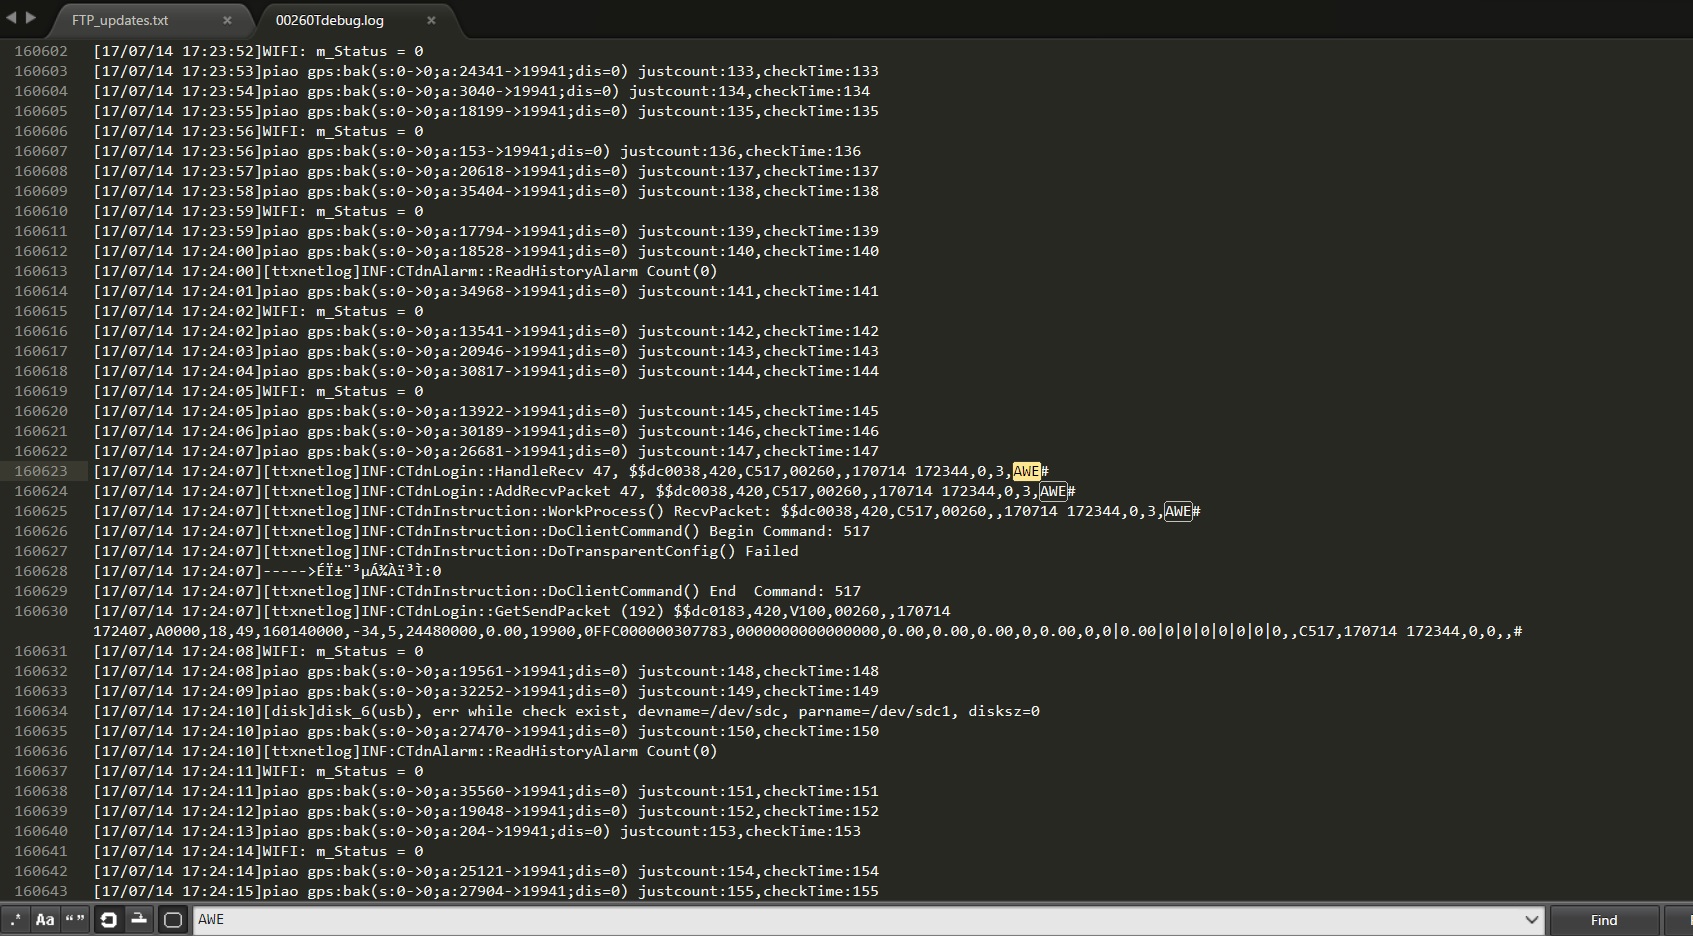 FTP_updates.txt × 00260Tdebug.log ×
160602 [17/07/14 17:23:52]WIFI: m_Status = 0
160603 [17/07/14 17:23:53]piao gps:bak(s:0->0;a:24341->19941;dis=0) justcount:133,checkTime:133
160604 [17/07/14 17:23:54]piao gps:bak(s:0->0;a:3040->19941;dis=0) justcount:134,checkTime:134
160605 [17/07/14 17:23:55]piao gps:bak(s:0->0;a:18199->19941;dis=0) justcount:135,checkTime:135
160606 [17/07/14 17:23:56]WIFI: m_Status = 0
160607 [17/07/14 17:23:56]piao gps:bak(s:0->0;a:153->19941;dis=0) justcount:136,checkTime:136
160608 [17/07/14 17:23:57]piao gps:bak(s:0->0;a:20618->19941;dis=0) justcount:137,checkTime:137
160609 [17/07/14 17:23:58]piao gps:bak(s:0->0;a:35404->19941;dis=0) justcount:138,checkTime:138
160610 [17/07/14 17:23:59]WIFI: m_Status = 0
160611 [17/07/14 17:23:59]piao gps:bak(s:0->0;a:17794->19941;dis=0) justcount:139,checkTime:139
160612 [17/07/14 17:24:00]piao gps:bak(s:0->0;a:18528->19941;dis=0) justcount:140,checkTime:140
160613 [17/07/14 17:24:00][ttxnetlog]INF:CTdnAlarm::ReadHistoryAlarm Count(0)
160614 [17/07/14 17:24:01]piao gps:bak(s:0->0;a:34968->19941;dis=0) justcount:141,checkTime:141
160615 [17/07/14 17:24:02]WIFI: m_Status = 0
160616 [17/07/14 17:24:02]piao gps:bak(s:0->0;a:13541->19941;dis=0) justcount:142,checkTime:142
160617 [17/07/14 17:24:03]piao gps:bak(s:0->0;a:20946->19941;dis=0) justcount:143,checkTime:143
160618 [17/07/14 17:24:04]piao gps:bak(s:0->0;a:30817->19941;dis=0) justcount:144,checkTime:144
160619 [17/07/14 17:24:05]WIFI: m_Status = 0
160620 [17/07/14 17:24:05]piao gps:bak(s:0->0;a:13922->19941;dis=0) justcount:145,checkTime:145
160621 [17/07/14 17:24:06]piao gps:bak(s:0->0;a:30189->19941;dis=0) justcount:146,checkTime:146
160622 [17/07/14 17:24:07]piao gps:bak(s:0->0;a:26681->19941;dis=0) justcount:147,checkTime:147
160623 [17/07/14 17:24:07][ttxnetlog]INF:CTdnLogin::HandleRecv 47, $$dc0038,420,C517,00260,,170714 172344,0,3,AWE#
160624 [17/07/14 17:24:07][ttxnetlog]INF:CTdnLogin::AddRecvPacket 47, $$dc0038,420,C517,00260,,170714 172344,0,3,AWE#
160625 [17/07/14 17:24:07][ttxnetlog]INF:CTdnInstruction::WorkProcess() RecvPacket: $$dc0038,420,C517,00260,,170714 172344,0,3,AWE#
160626 [17/07/14 17:24:07][ttxnetlog]INF:CTdnInstruction::DoClientCommand() Begin Command: 517
160627 [17/07/14 17:24:07][ttxnetlog]INF:CTdnInstruction::DoTransparentConfig() Failed
160628 [17/07/14 17:24:07]----->ÉÏ±¨³µÁ¾Àï³Ì:0
160629 [17/07/14 17:24:07][ttxnetlog]INF:CTdnInstruction::DoClientCommand() End  Command: 517
160630 [17/07/14 17:24:07][ttxnetlog]INF:CTdnLogin::GetSendPacket (192) $$dc0183,420,V100,00260,,170714
172407,A0000,18,49,160140000,-34,5,24480000,0.00,19900,0FFC000000307783,0000000000000000,0.00,0.00,0.00,0,0.00,0,0|0.00|0|0|0|0|0|0|0,,C517,170714 172344,0,0,,#
160631 [17/07/14 17:24:08]WIFI: m_Status = 0
160632 [17/07/14 17:24:08]piao gps:bak(s:0->0;a:19561->19941;dis=0) justcount:148,checkTime:148
160633 [17/07/14 17:24:09]piao gps:bak(s:0->0;a:32252->19941;dis=0) justcount:149,checkTime:149
160634 [17/07/14 17:24:10][disk]disk_6(usb), err while check exist, devname=/dev/sdc, parname=/dev/sdc1, disksz=0
160635 [17/07/14 17:24:10]piao gps:bak(s:0->0;a:27470->19941;dis=0) justcount:150,checkTime:150
160636 [17/07/14 17:24:10][ttxnetlog]INF:CTdnAlarm::ReadHistoryAlarm Count(0)
160637 [17/07/14 17:24:11]WIFI: m_Status = 0
160638 [17/07/14 17:24:11]piao gps:bak(s:0->0;a:35560->19941;dis=0) justcount:151,checkTime:151
160639 [17/07/14 17:24:12]piao gps:bak(s:0->0;a:19048->19941;dis=0) justcount:152,checkTime:152
160640 [17/07/14 17:24:13]piao gps:bak(s:0->0;a:204->19941;dis=0) justcount:153,checkTime:153
160641 [17/07/14 17:24:14]WIFI: m_Status = 0
160642 [17/07/14 17:24:14]piao gps:bak(s:0->0;a:25121->19941;dis=0) justcount:154,checkTime:154
160643 [17/07/14 17:24:15]piao gps:bak(s:0->0;a:27904->19941;dis=0) justcount:155,checkTime:155
.* Aa “” AWE Find